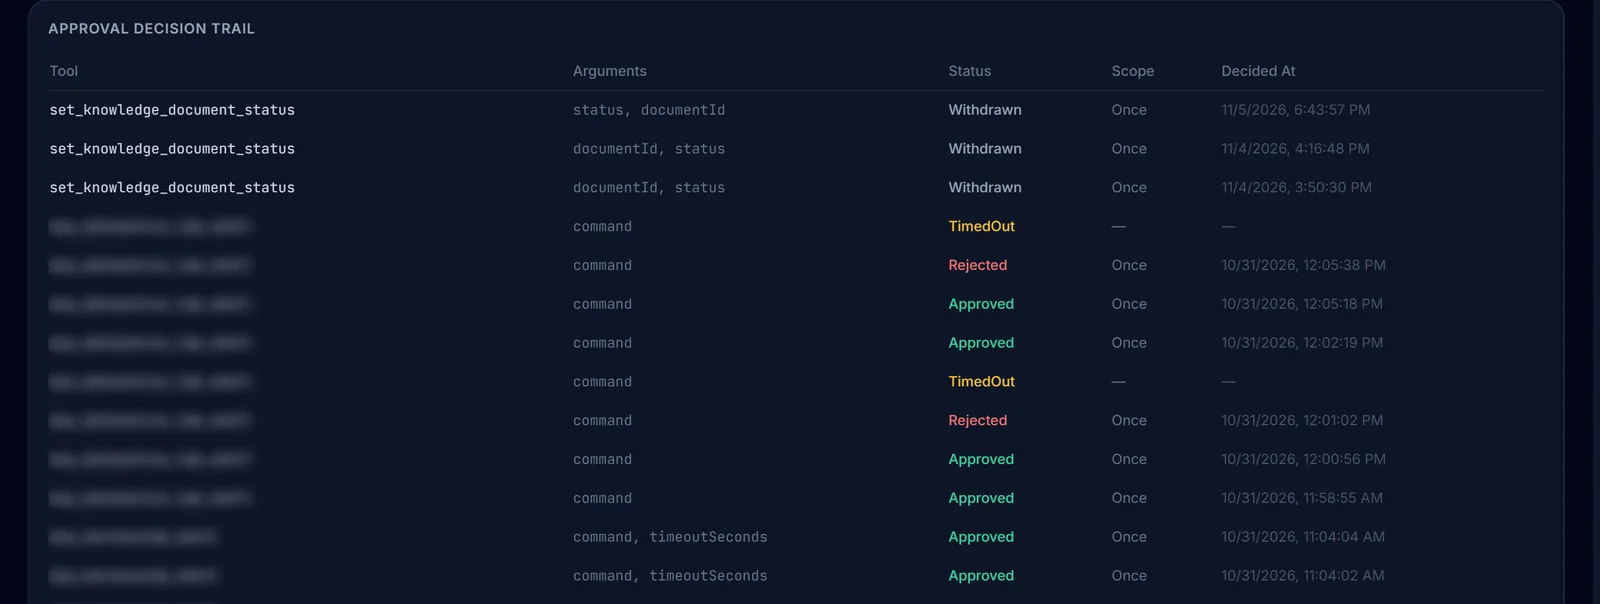 APPROVAL DECISION TRAIL
Tool Arguments Status Scope Decided At
set_knowledge_document_status status, documentId Withdrawn Once 11/5/2026, 6:43:57 PM
set_knowledge_document_status documentId, status Withdrawn Once 11/4/2026, 4:16:48 PM
set_knowledge_document_status documentId, status Withdrawn Once 11/4/2026, 3:50:30 PM
command TimedOut — —
command Rejected Once 10/31/2026, 12:05:38 PM
command Approved Once 10/31/2026, 12:05:18 PM
command Approved Once 10/31/2026, 12:02:19 PM
command TimedOut — —
command Rejected Once 10/31/2026, 12:01:02 PM
command Approved Once 10/31/2026, 12:00:56 PM
command Approved Once 10/31/2026, 11:58:55 AM
command, timeoutSeconds Approved Once 10/31/2026, 11:04:04 AM
command, timeoutSeconds Approved Once 10/31/2026, 11:04:02 AM